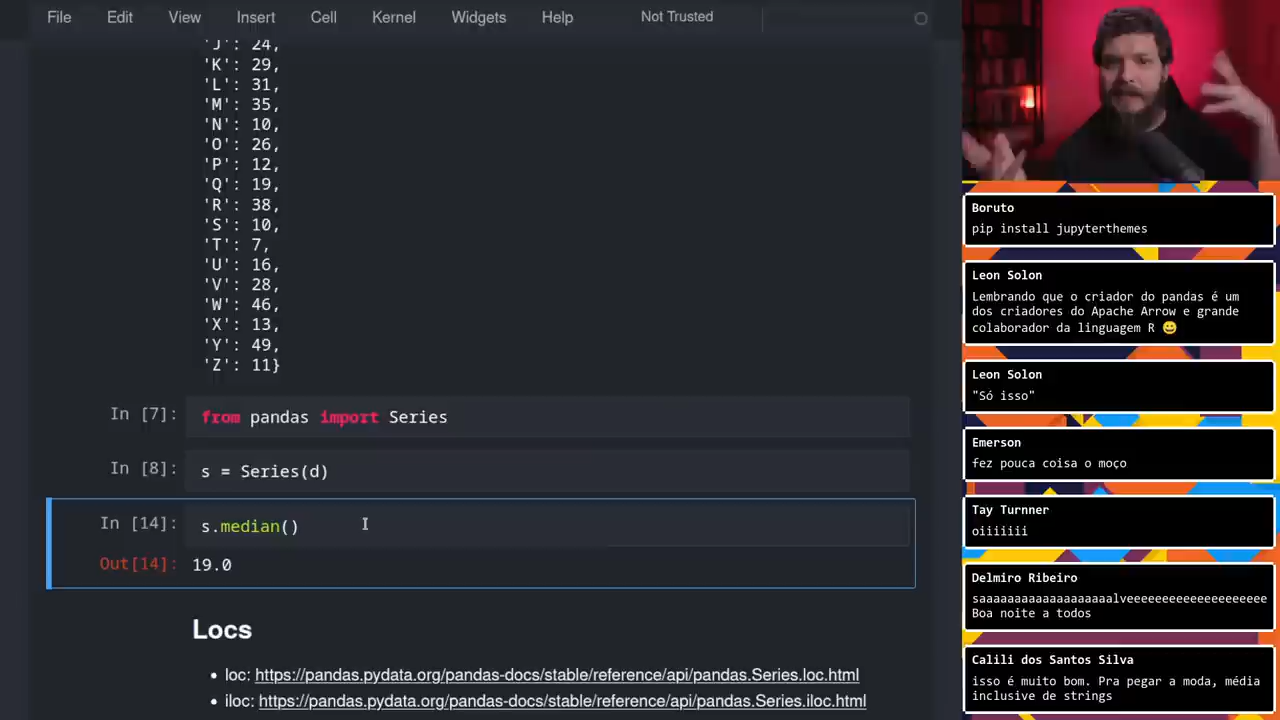 File Edit View Insert Cell Kernel Widgets Help Not Trusted
'J': 24,
'K': 29,
'L': 31,
'M': 35,
'N': 10,
'O': 26,
'P': 12,
'Q': 19,
'R': 38,
'S': 10,
'T': 7,
'U': 16,
'V': 28,
'W': 46,
'X': 13,
'Y': 49,
'Z': 11}
In [7]: from pandas import Series
In [8]: s = Series(d)
In [14]: s.median()
Out[14]: 19.0
Locs
• loc: https://pandas.pydata.org/pandas-docs/stable/reference/api/pandas.Series.loc.html
• iloc: https://pandas.pydata.org/pandas-docs/stable/reference/api/pandas.Series.iloc.html
Boruto
pip install jupyterthemes
Leon Solon
Lembrando que o criador do pandas é um
dos criadores do Apache Arrow e grande
colaborador da linguagem R 😀
Leon Solon
"Só isso"
Emerson
fez pouca coisa o moço
Tay Turnner
oiiiiiii
Delmiro Ribeiro
saaaaaaaaaaaaaaaaaaalveeeeeeeeeeeeeeeeeeee
Boa noite a todos
Calili dos Santos Silva
isso é muito bom. Pra pegar a moda, média
inclusive de strings